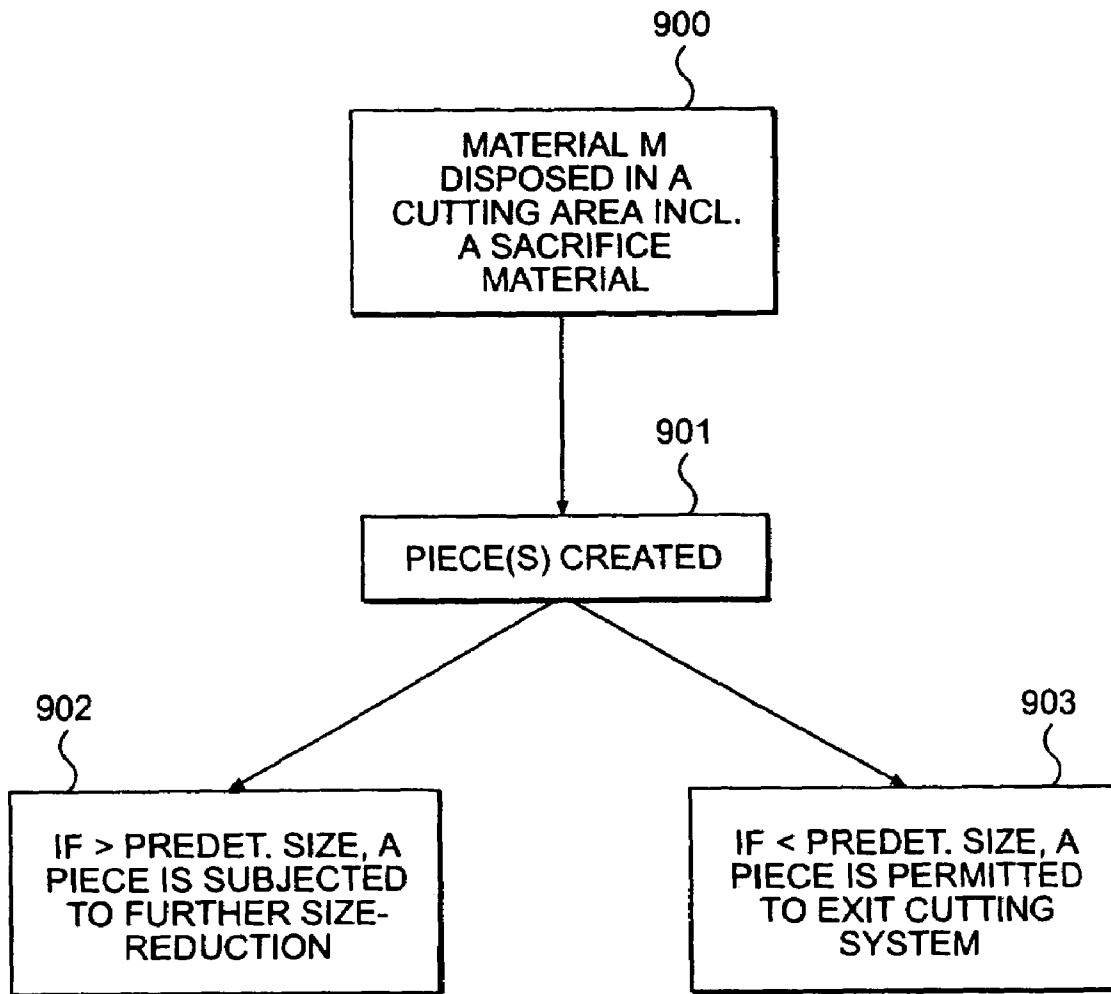 900
MATERIAL M
DISPOSED IN A
CUTTING AREA INCL.
A SACRIFICE
MATERIAL
901
PIECE(S) CREATED
902
IF > PREDET. SIZE, A
PIECE IS SUBJECTED
TO FURTHER SIZE-
REDUCTION
903
IF < PREDET. SIZE, A
PIECE IS PERMITTED
TO EXIT CUTTING
SYSTEM